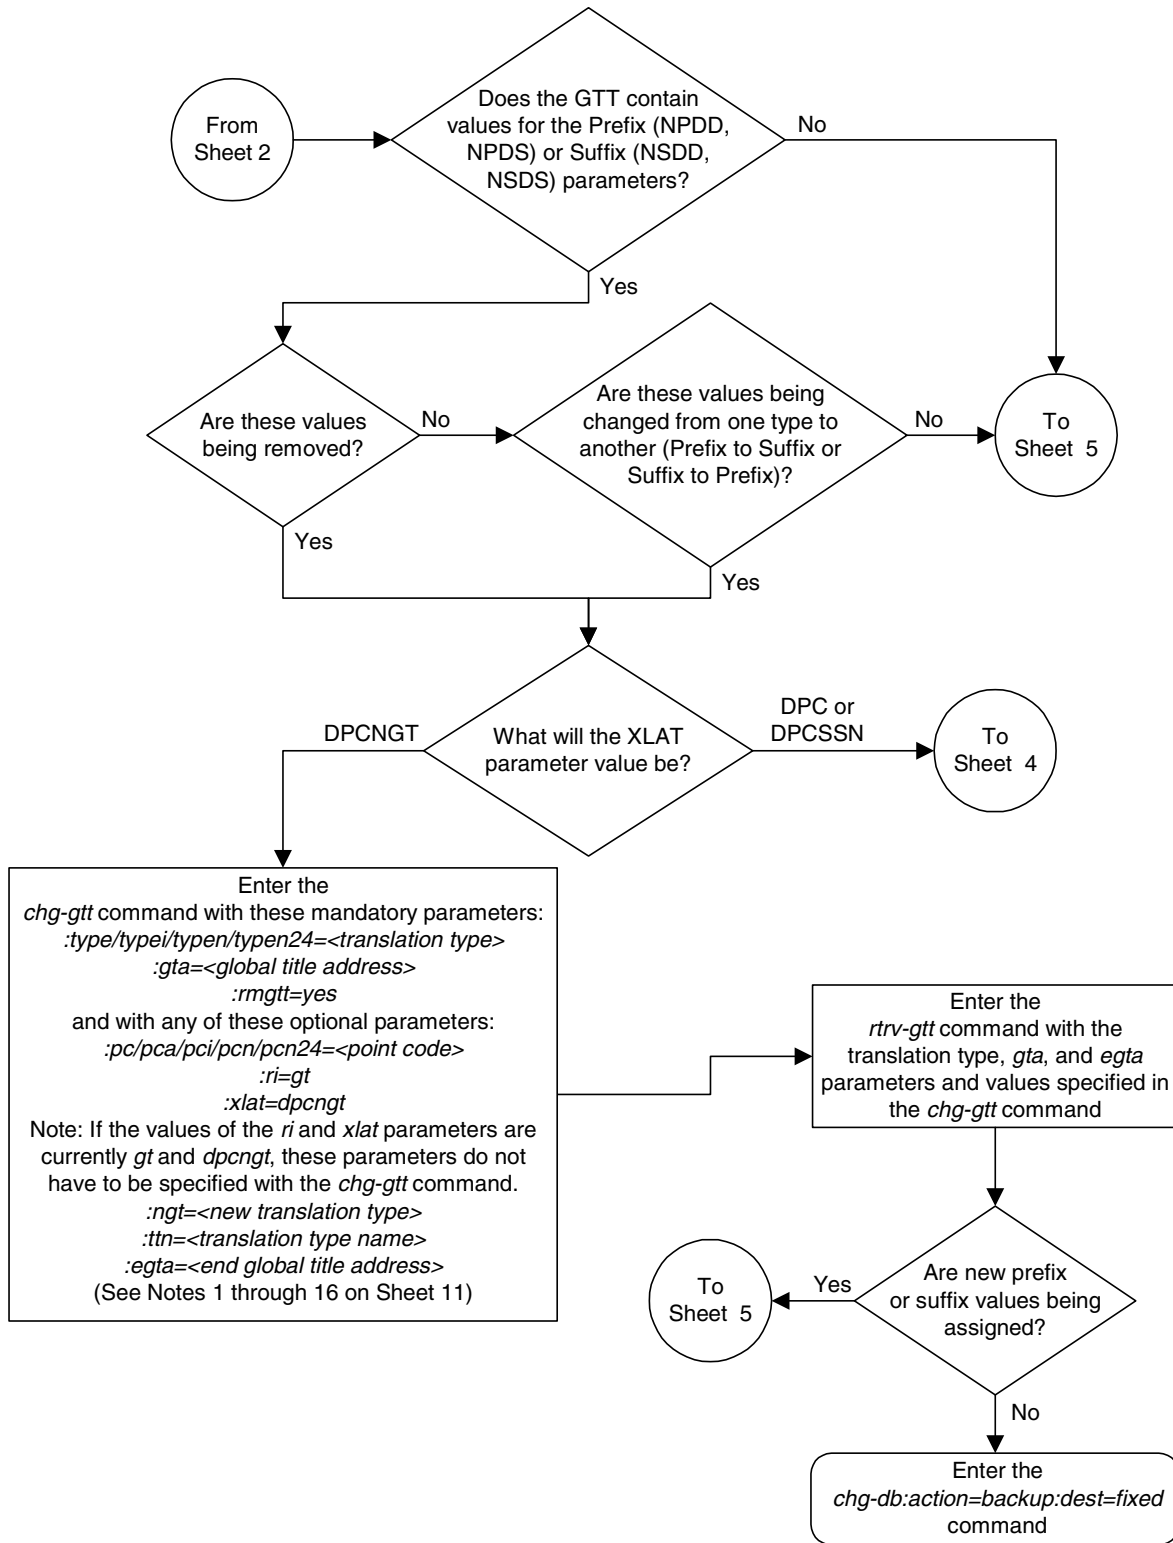 From
Sheet 2
Does the GTT contain
values for the Prefix (NPDD,
NPDS) or Suffix (NSDD,
NSDS) parameters?
No
Yes
Are these values
being removed?
No
Are these values being
changed from one type to
another (Prefix to Suffix or
Suffix to Prefix)?
No
To
Sheet 5
Yes
Yes
DPCNGT
What will the XLAT
parameter value be?
DPC or
DPCSSN
To
Sheet 4
Enter the
chg-gtt command with these mandatory parameters:
:type/typei/typen/typen24=<translation type>
:gta=<global title address>
:rmgtt=yes
and with any of these optional parameters:
:pc/pca/pci/pcn/pcn24=<point code>
:ri=gt
:xlat=dpcngt
Note: If the values of the ri and xlat parameters are
currently gt and dpcngt, these parameters do not
have to be specified with the chg-gtt command.
:ngt=<new translation type>
:ttn=<translation type name>
:egta=<end global title address>
(See Notes 1 through 16 on Sheet 11)
Enter the
rtrv-gtt command with the
translation type, gta, and egta
parameters and values specified in
the chg-gtt command
Are new prefix
or suffix values being
assigned?
Yes
To
Sheet 5
No
Enter the
chg-db:action=backup:dest=fixed
command